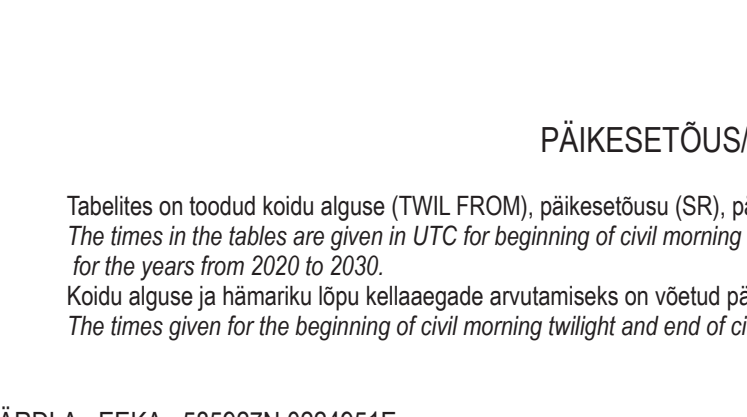 PÄIKESETÕUS/
Tabelites on toodud koidu alguse (TWIL FROM), päikesetõusu (SR), pä
The times in the tables are given in UTC for beginning of civil morning
for the years from 2020 to 2030.
Koidu alguse ja hämariku lõpu kellaaegade arvutamiseks on võetud pä
The times given for the beginning of civil morning twilight and end of ci